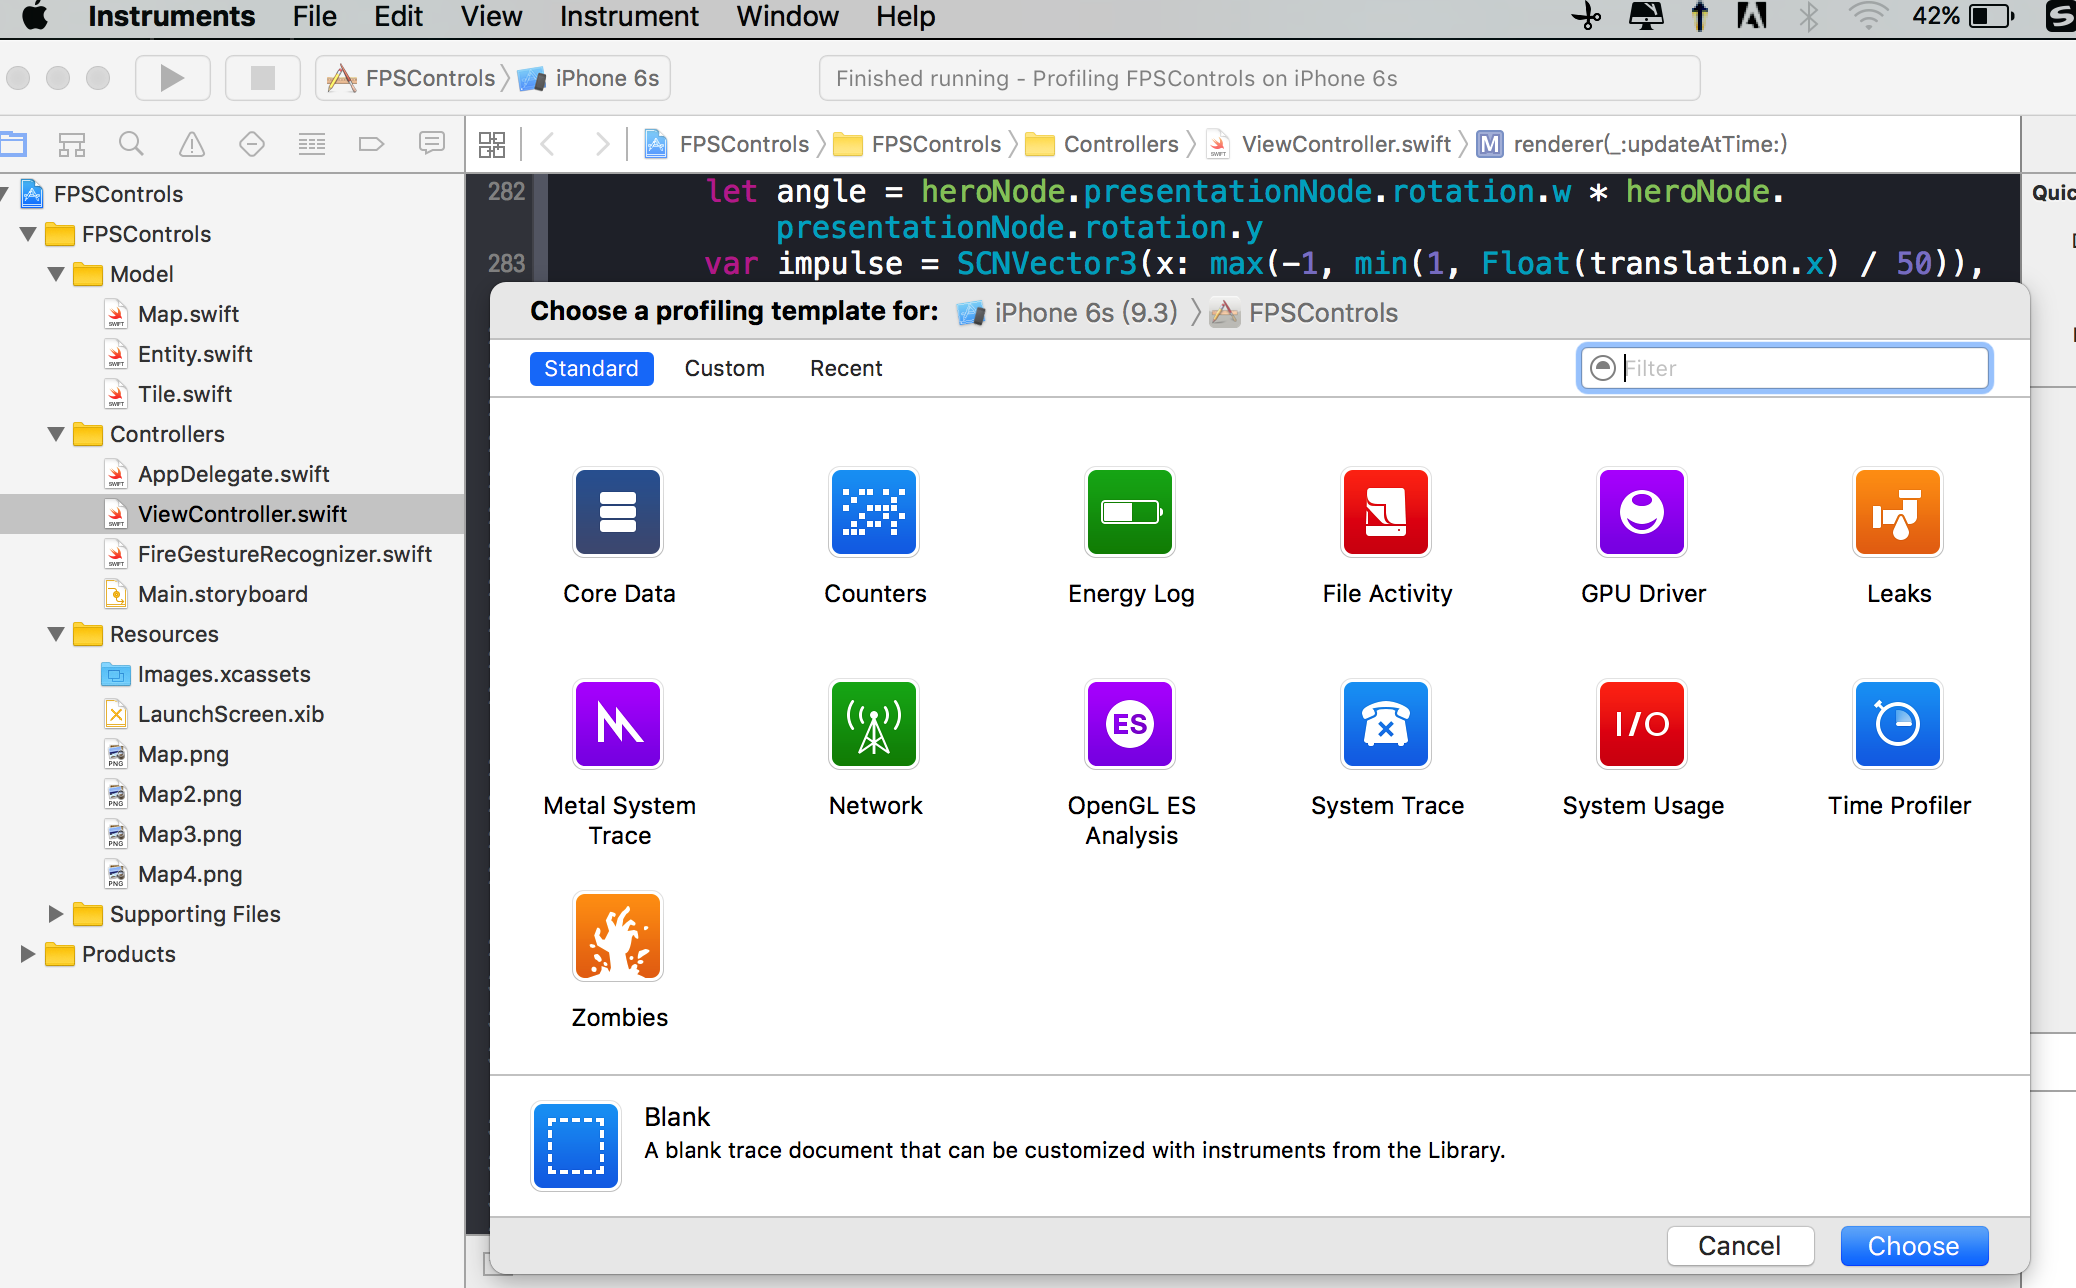 Instruments File Edit View Instrument Window Help 42%
FPSControls iPhone 6s Finished running - Profiling FPSControls on iPhone 6s
FPSControls FPSControls Controllers ViewController.swift M renderer(_:updateAtTime:)
FPSControls
FPSControls
Model
Map.swift
Entity.swift
Tile.swift
Controllers
AppDelegate.swift
ViewController.swift
FireGestureRecognizer.swift
Main.storyboard
Resources
Images.xcassets
LaunchScreen.xib
Map.png
Map2.png
Map3.png
Map4.png
Supporting Files
Products
282 let angle = heroNode.presentationNode.rotation.w * heroNode.
presentationNode.rotation.y
283 var impulse = SCNVector3(x: max(-1, min(1, Float(translation.x) / 50)),
Quic
Choose a profiling template for: iPhone 6s (9.3) FPSControls
Standard Custom Recent Filter
Core Data Counters Energy Log File Activity GPU Driver Leaks
ES I/O
Metal System Trace Network OpenGL ES Analysis System Trace System Usage Time Profiler
Zombies
Blank
A blank trace document that can be customized with instruments from the Library.
Cancel Choose